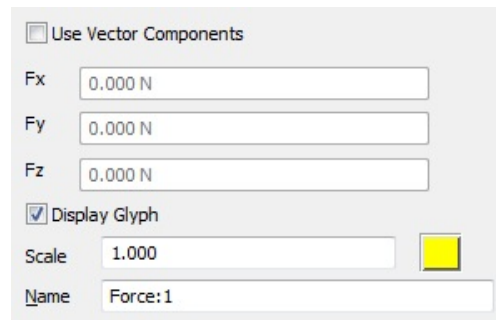 Use Vector Components
Fx 0.000 N
Fy 0.000 N
Fz 0.000 N
Display Glyph
Scale 1.000
Name Force:1